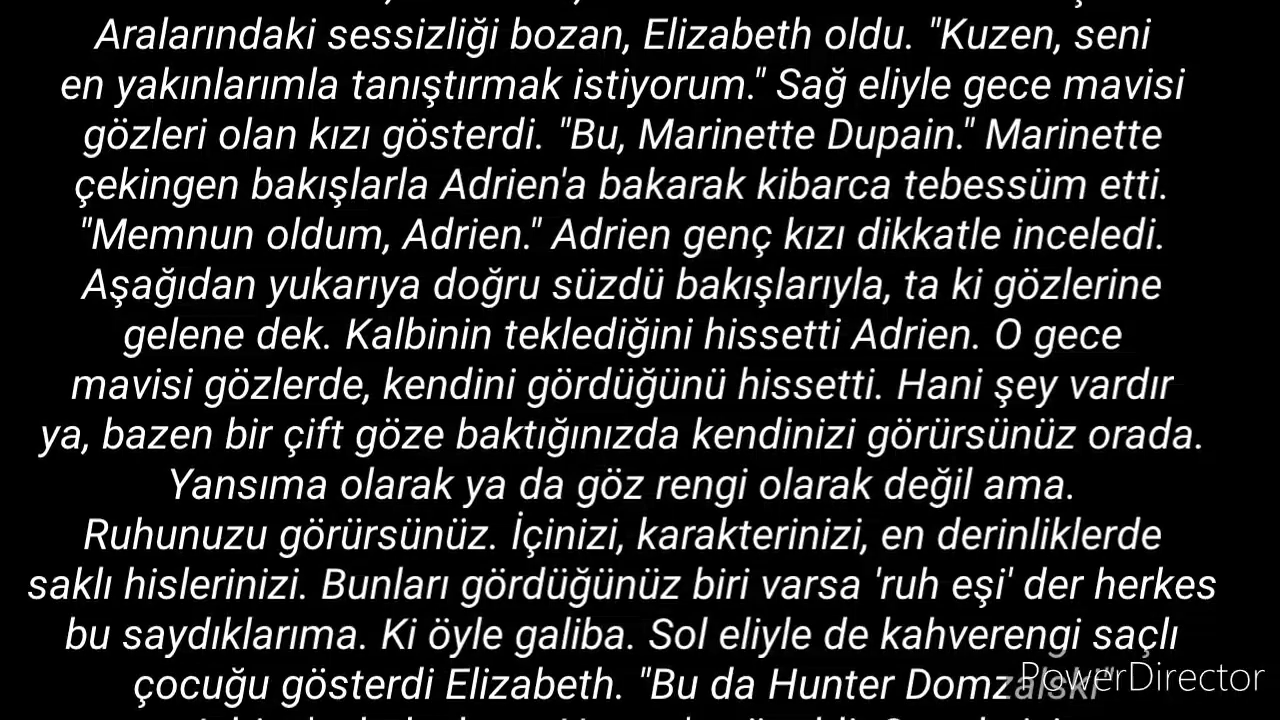 Aralarındaki sessizliği bozan, Elizabeth oldu. "Kuzen, seni
en yakınlarımla tanıştırmak istiyorum." Sağ eliyle gece mavisi
gözleri olan kızı gösterdi. "Bu, Marinette Dupain." Marinette
çekingen bakışlarla Adrien'a bakarak kibarca tebessüm etti.
"Memnun oldum, Adrien." Adrien genç kızı dikkatle inceledi.
Aşağıdan yukarıya doğru süzdü bakışlarıyla, ta ki gözlerine
gelene dek. Kalbinin teklediğini hissetti Adrien. O gece
mavisi gözlerde, kendini gördüğünü hissetti. Hani şey vardır
ya, bazen bir çift göze baktığınızda kendinizi görürsünüz orada.
Yansıma olarak ya da göz rengi olarak değil ama.
Ruhunuzu görürsünüz. İçinizi, karakterinizi, en derinliklerde
saklı hislerinizi. Bunları gördüğünüz biri varsa 'ruh eşi' der herkes
bu saydıklarıma. Ki öyle galiba. Sol eliyle de kahverengi saçlı
çocuğu gösterdi Elizabeth. "Bu da Hunter Domzalski"
PowerDirector